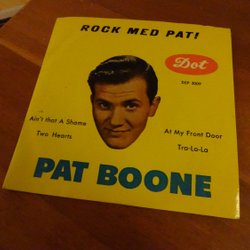 ROCK MED PAT!
Dot
Ain't that A Shame
Two Hearts
At My Front Door
Tra-La-La
PAT BOONE